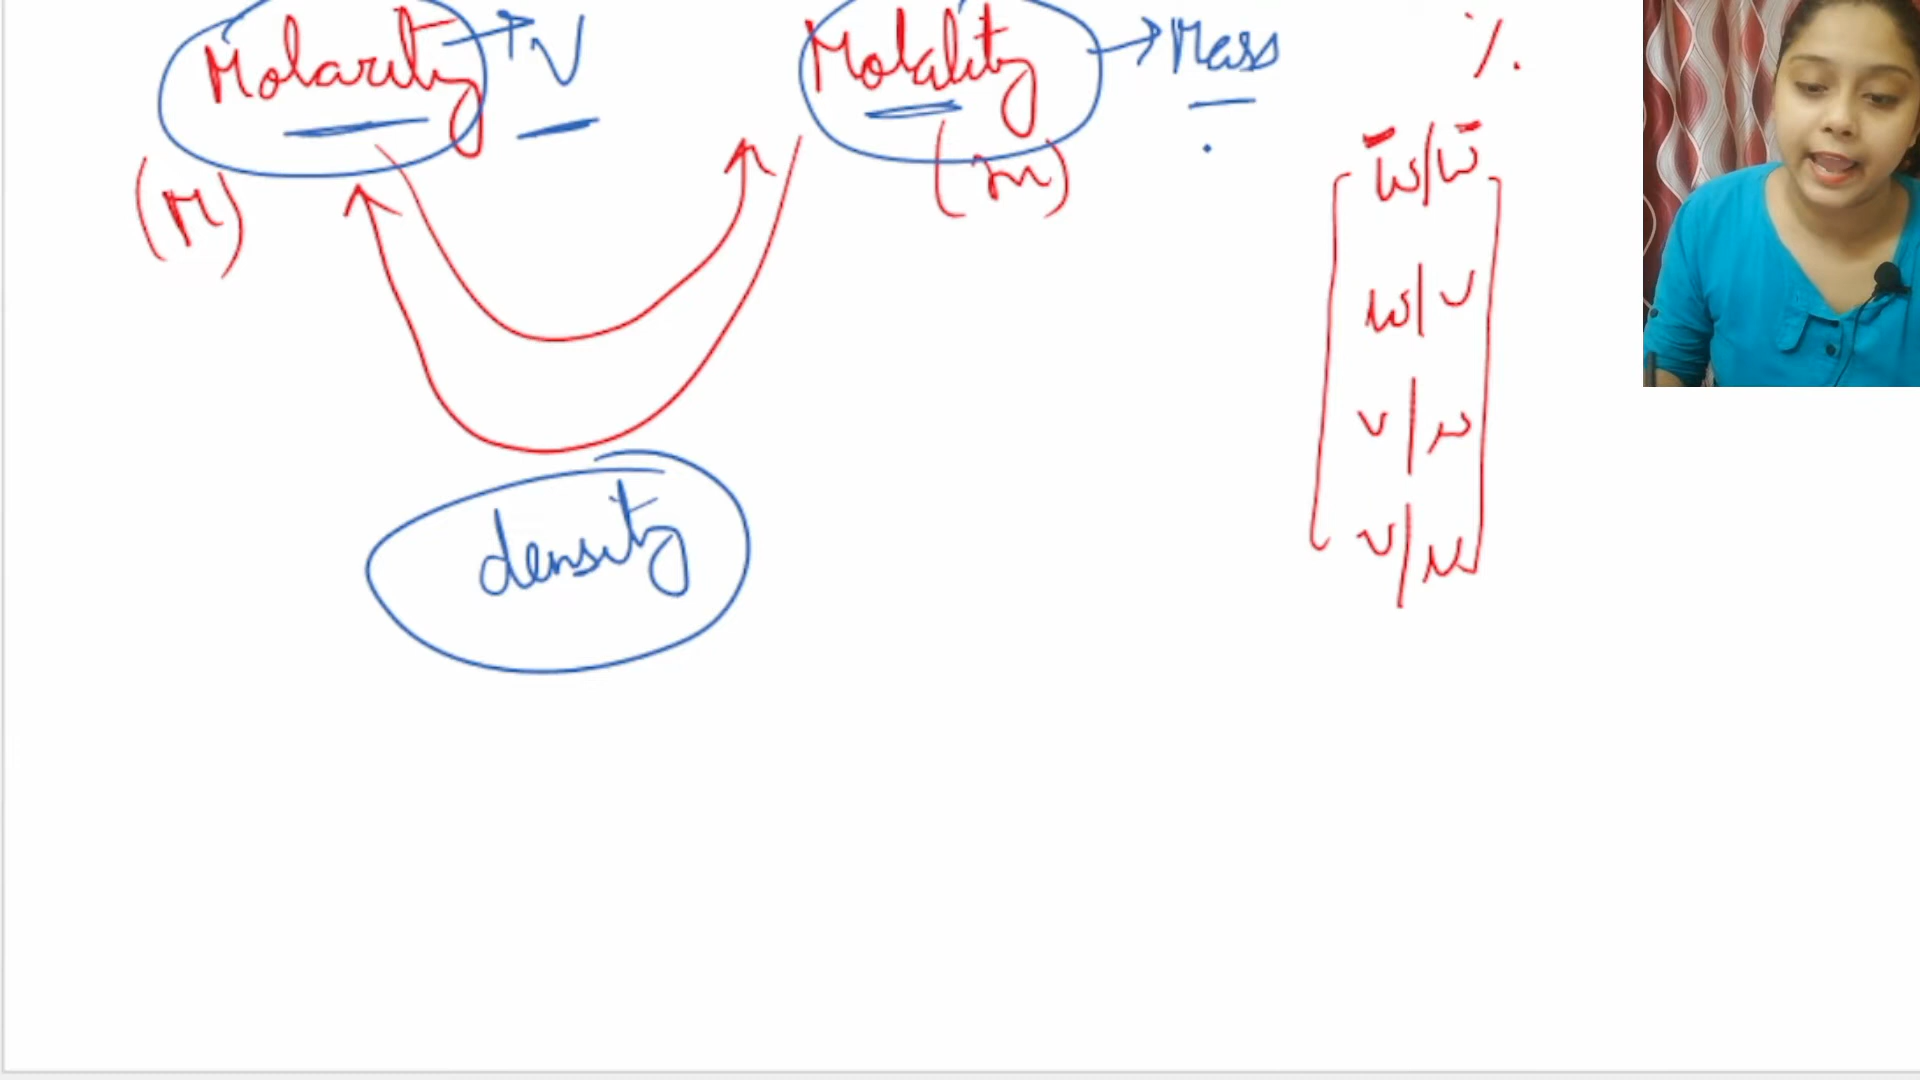 Molarity → V
Molality → Mass
%
(M)
(m)
w/w
w/v
density